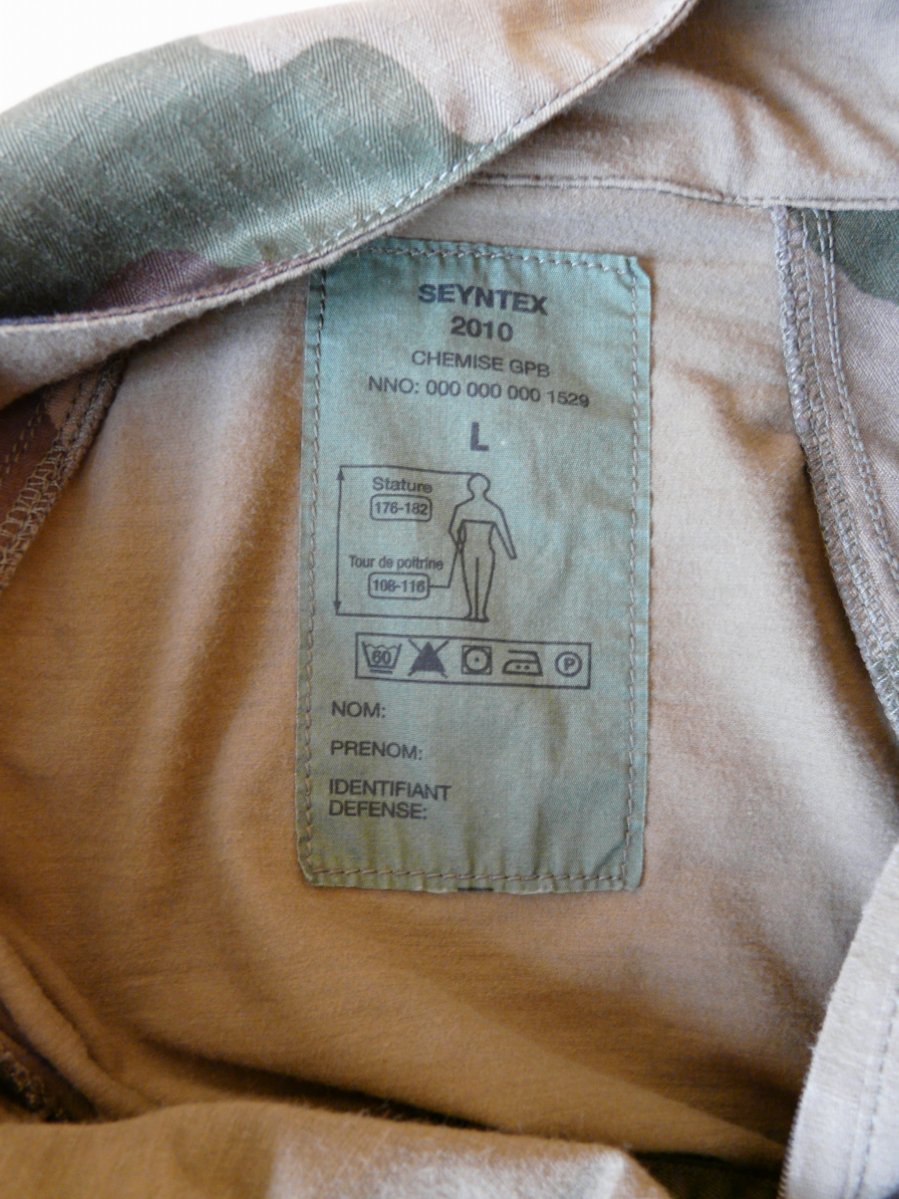 SEYNTEX
2010
CHEMISE GPB
NNO: 000 000 000 1529
L
Stature
176-182
Tour de poitrine
108-116
60
P
NOM:
PRENOM:
IDENTIFIANT
DEFENSE: